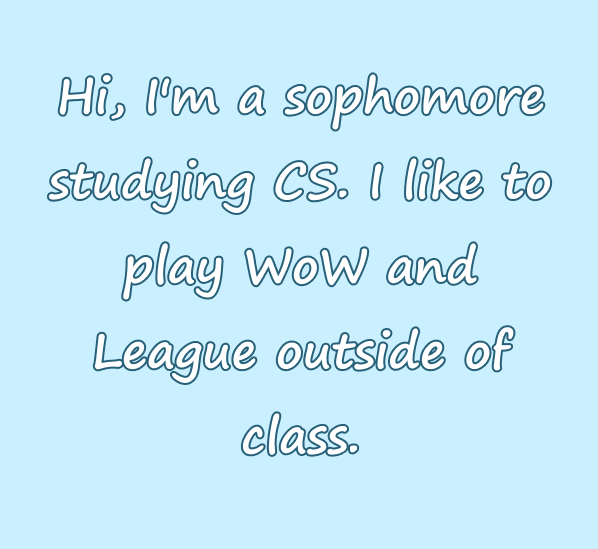 Hi, I'm a sophomore
studying CS. I like to
play WoW and
League outside of
class.